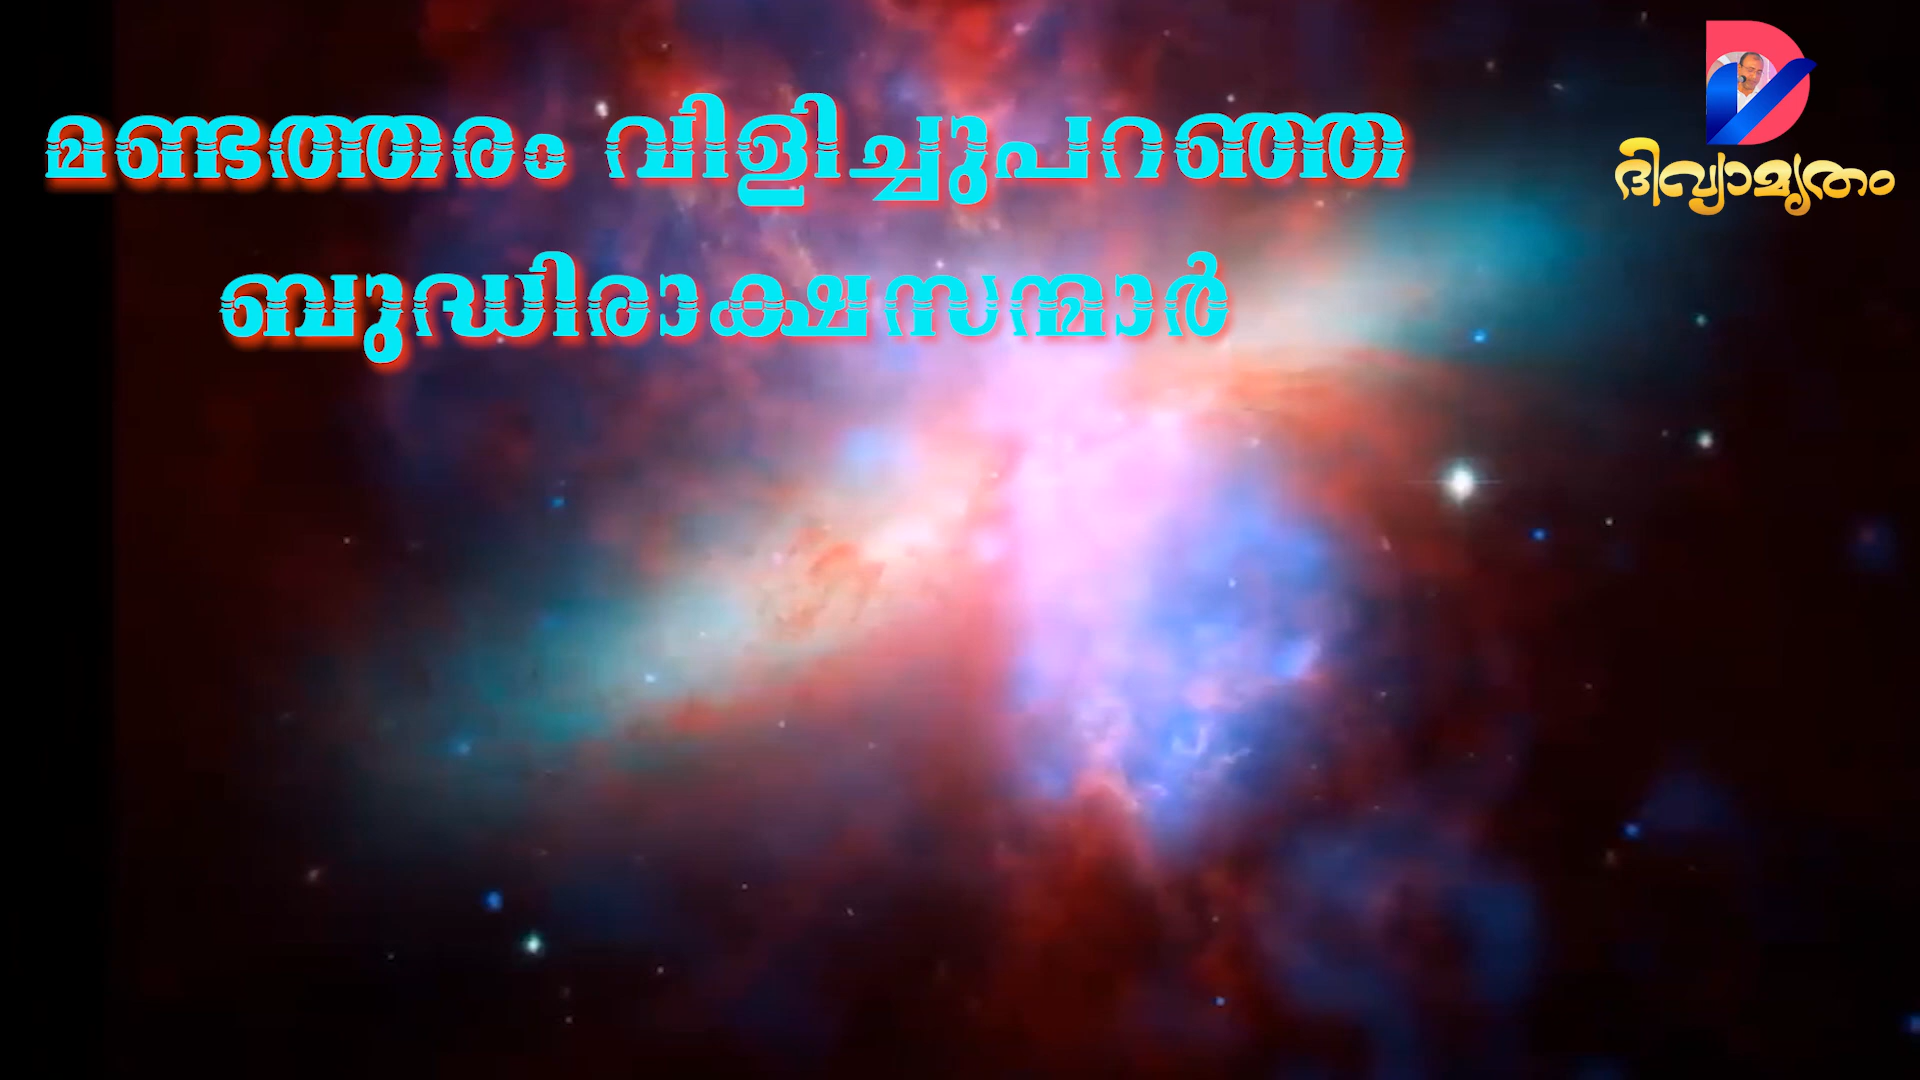 മണ്ടത്തരം വിളിച്ചുപറഞ്ഞ
ബുദ്ധിരാക്ഷസന്മാർ
ദിവ്യാമൃതം